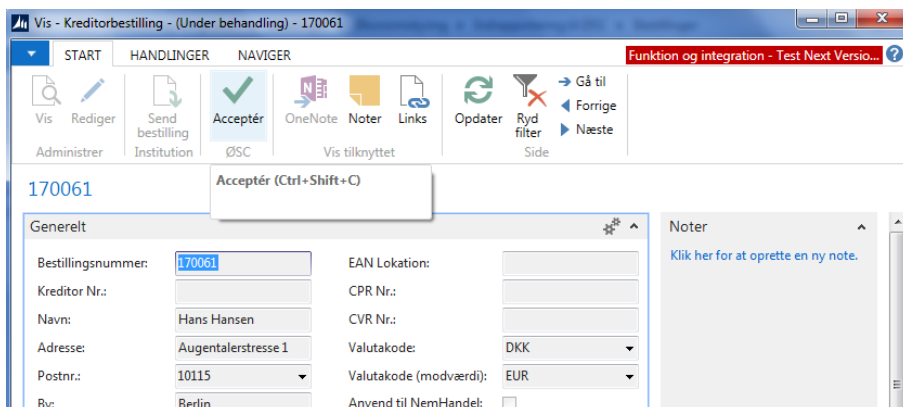 Vis - Kreditorbestilling - (Under behandling) - 170061
START HANDLINGER NAVIGER
Funktion og integration - Test Next Versio...
Vis Rediger Send bestilling Acceptér OneNote Noter Links Opdater Ryd filter
Gå til
Forrige
Næste
Administrer Institution ØSC Vis tilknyttet Side
170061
Acceptér (Ctrl+Shift+C)
Generelt
Noter
Klik her for at oprette en ny note.
Bestillingsnummer: 170061 EAN Lokation:
Kreditor Nr.: CPR Nr.:
Navn: Hans Hansen CVR Nr.:
Adresse: Augentalerstresse 1 Valutakode: DKK
Postnr.: 10115 Valutakode (modværdi): EUR
By: Berlin Anvend til NemHandel: